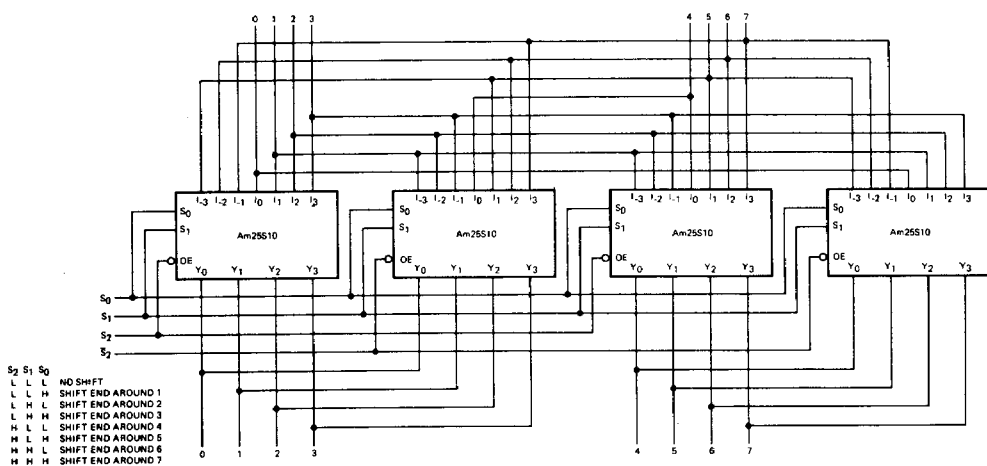 0 1 2 3 4 5 6 7
I-3 I-2 I-1 I0 I1 I2 I3 I-3 I-2 I-1 I0 I1 I2 I3 I-3 I-2 I-1 I0 I1 I2 I3 I-3 I-2 I-1 I0 I1 I2 I3
S0 S0 S0 S0
S1 S1 S1 S1
Am25S10 Am25S10 Am25S10 Am25S10
OE OE OE OE
Y0 Y1 Y2 Y3 Y0 Y1 Y2 Y3 Y0 Y1 Y2 Y3 Y0 Y1 Y2 Y3
S0
S1
S2
S̅2
S2 S1 S0
L L L NO SHIFT
L L H SHIFT END AROUND 1
L H L SHIFT END AROUND 2
L H H SHIFT END AROUND 3
H L L SHIFT END AROUND 4
H L H SHIFT END AROUND 5
H H L SHIFT END AROUND 6
H H H SHIFT END AROUND 7
0 1 2 3 4 5 6 7